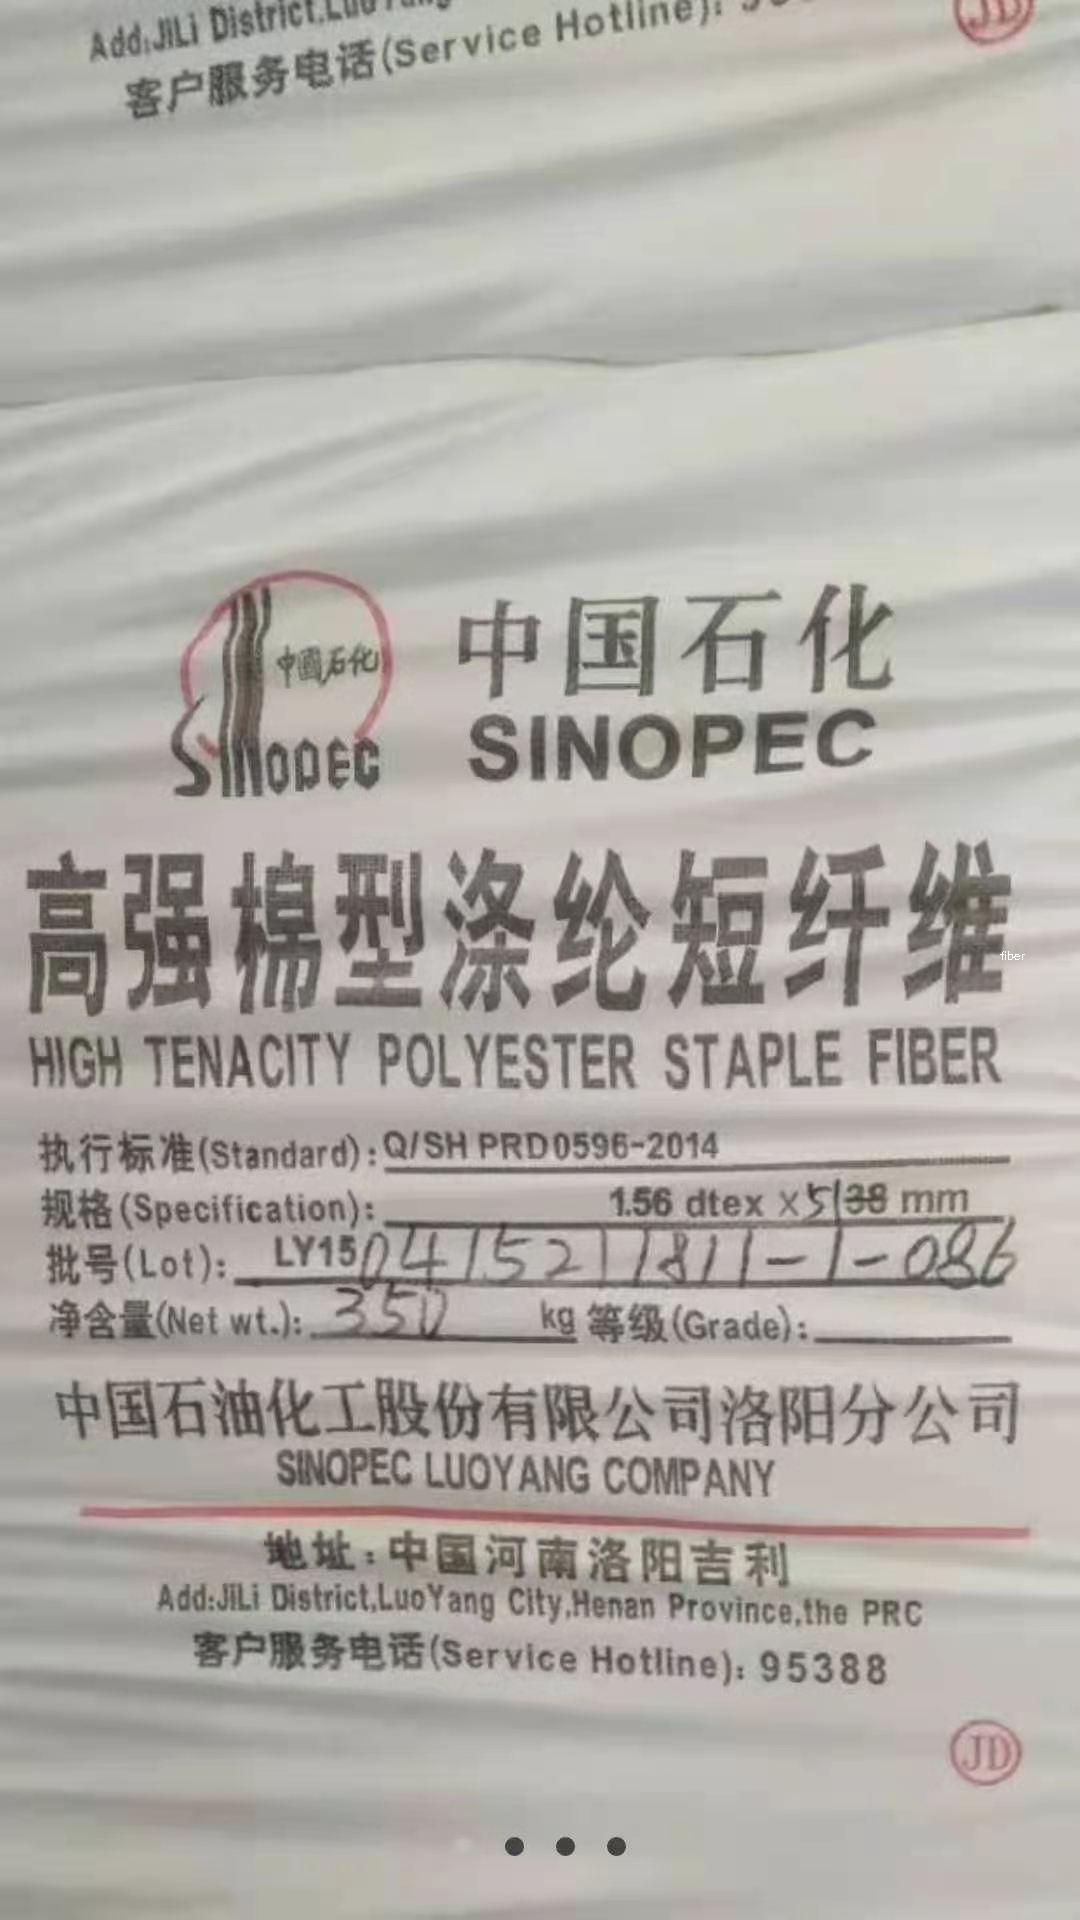 Add:JiLi District,LuoYang
客户服务电话(Service Hotline):
JD
中國石化
SINOPEC
中国石化
SINOPEC
高强棉型涤纶短纤维
fiber
HIGH TENACITY POLYESTER STAPLE FIBER
执行标准(Standard):Q/SH PRD0596-2014
规格(Specification): 1.56 dtex ×51 38 mm
批号(Lot): LY15041521 1811-1-086
净含量(Net wt.): 350 kg 等级(Grade):
中国石油化工股份有限公司洛阳分公司
SINOPEC LUOYANG COMPANY
地址:中国河南洛阳吉利
Add:JiLi District,LuoYang City,Henan Province,the PRC
客户服务电话(Service Hotline): 95388
JD